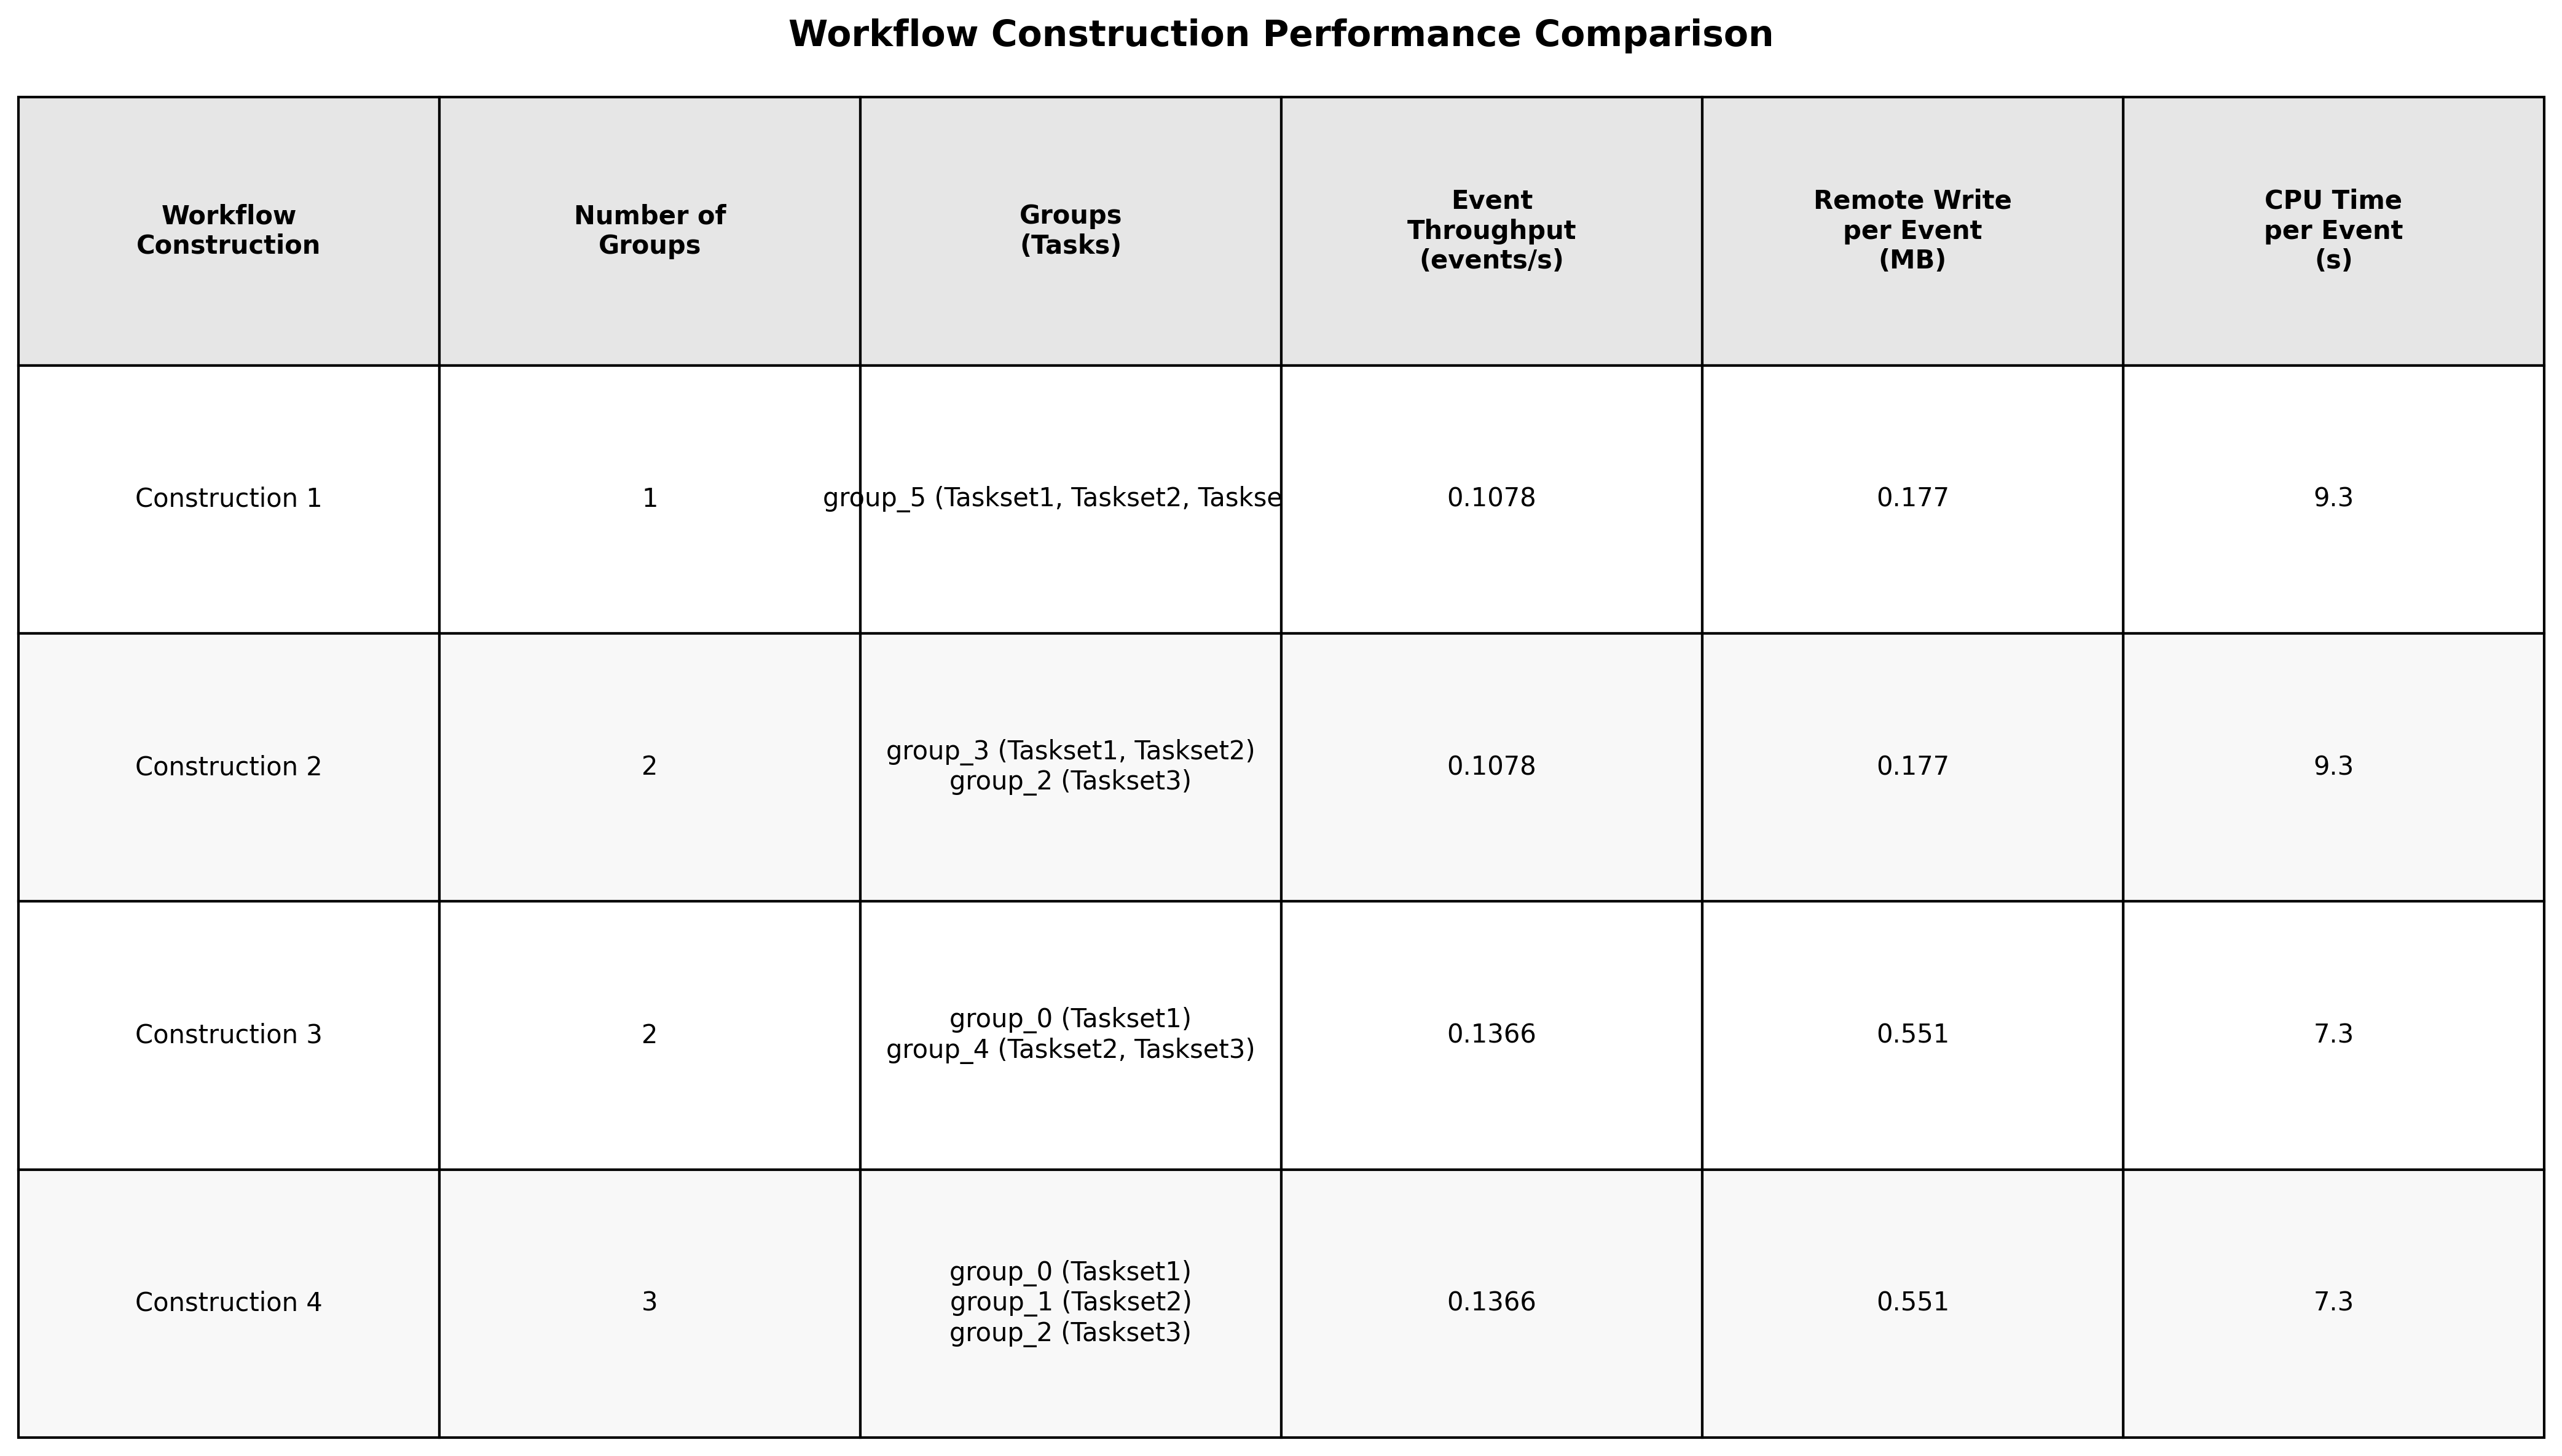 Workflow Construction Performance Comparison
Workflow
Construction
Number of
Groups
Groups
(Tasks)
Event
Throughput
(events/s)
Remote Write
per Event
(MB)
CPU Time
per Event
(s)
Construction 1
1
group_5 (Taskset1, Taskset2, Taskse
0.1078
0.177
9.3
Construction 2
2
group_3 (Taskset1, Taskset2)
group_2 (Taskset3)
0.1078
0.177
9.3
Construction 3
2
group_0 (Taskset1)
group_4 (Taskset2, Taskset3)
0.1366
0.551
7.3
Construction 4
3
group_0 (Taskset1)
group_1 (Taskset2)
group_2 (Taskset3)
0.1366
0.551
7.3